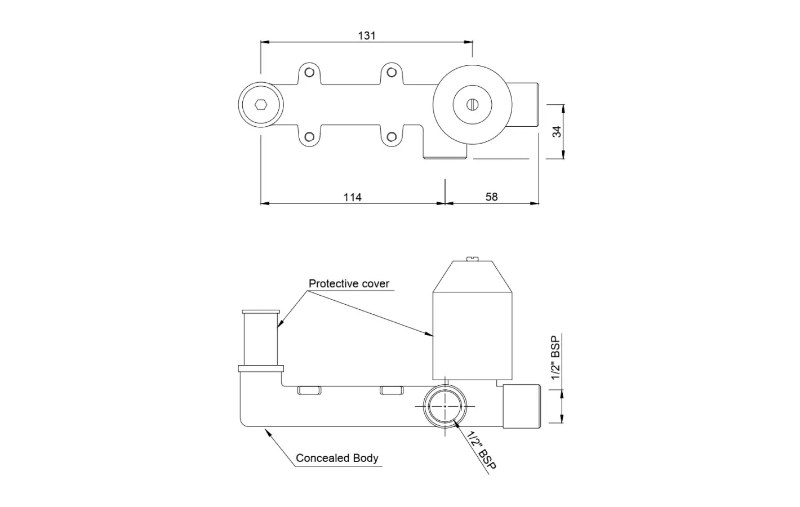 131
34
114
58
Protective cover
1/2" BSP
1/2" BSP
Concealed Body